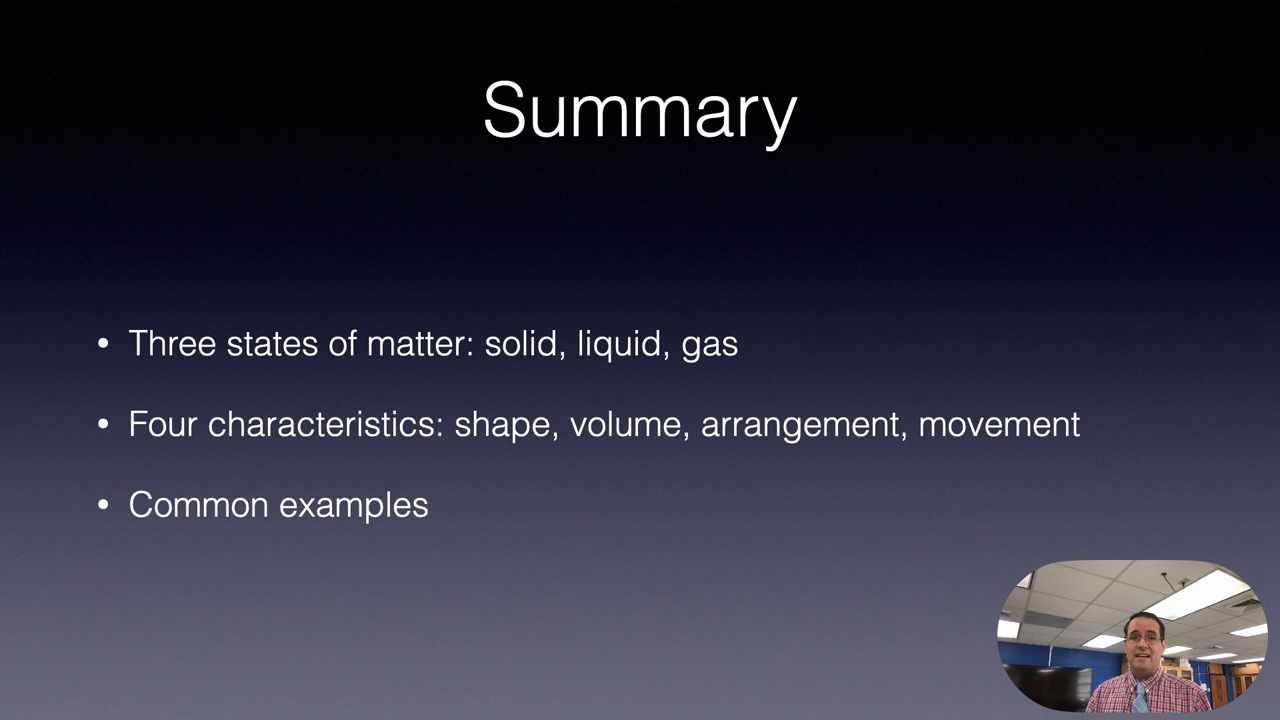 Summary
• Three states of matter: solid, liquid, gas
• Four characteristics: shape, volume, arrangement, movement
• Common examples